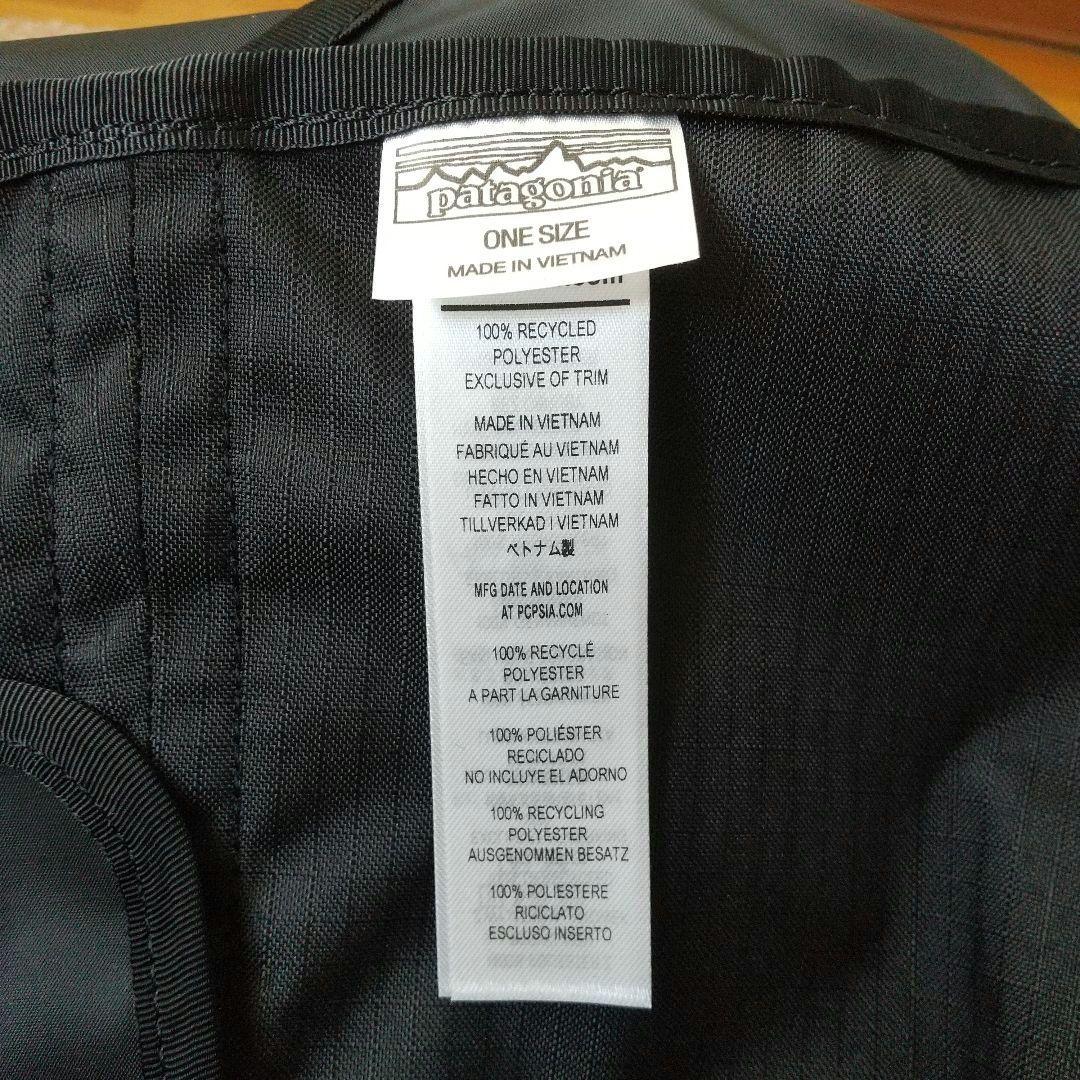 patagonia
ONE SIZE
MADE IN VIETNAM
100% RECYCLED
POLYESTER
EXCLUSIVE OF TRIM
MADE IN VIETNAM
FABRIQUÉ AU VIETNAM
HECHO EN VIETNAM
FATTO IN VIETNAM
TILLVERKAD I VIETNAM
ベトナム製
MFG DATE AND LOCATION
AT PCPSIA.COM
100% RECYCLÉ
POLYESTER
A PART LA GARNITURE
100% POLIÉSTER
RECICLADO
NO INCLUYE EL ADORNO
100% RECYCLING
POLYESTER
AUSGENOMMEN BESATZ
100% POLIESTERE
RICICLATO
ESCLUSO INSERTO